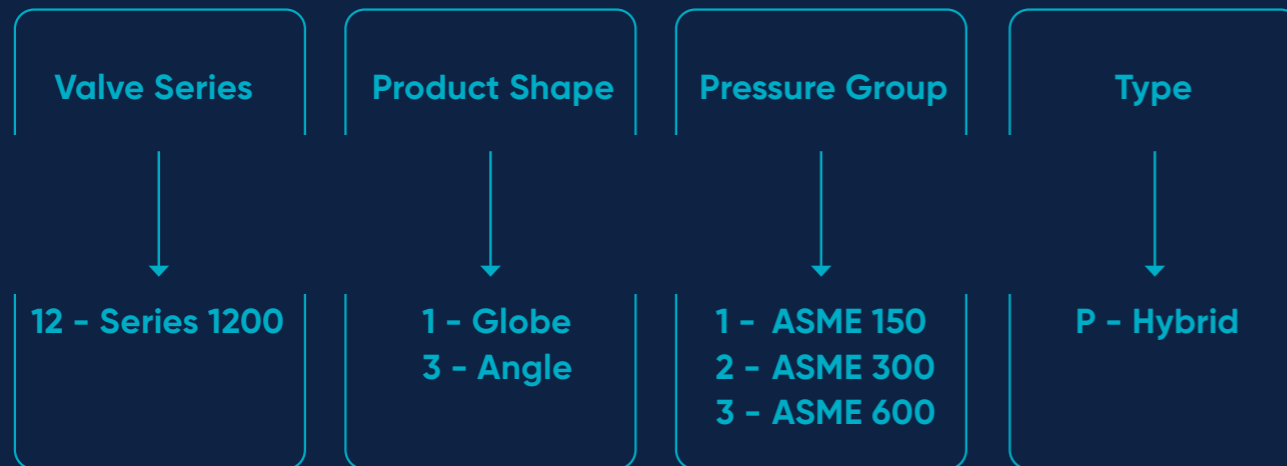 Valve Series
Product Shape
Pressure Group
Type
12 - Series 1200
1 - Globe
3 - Angle
1 - ASME 150
2 - ASME 300
3 - ASME 600
P - Hybrid